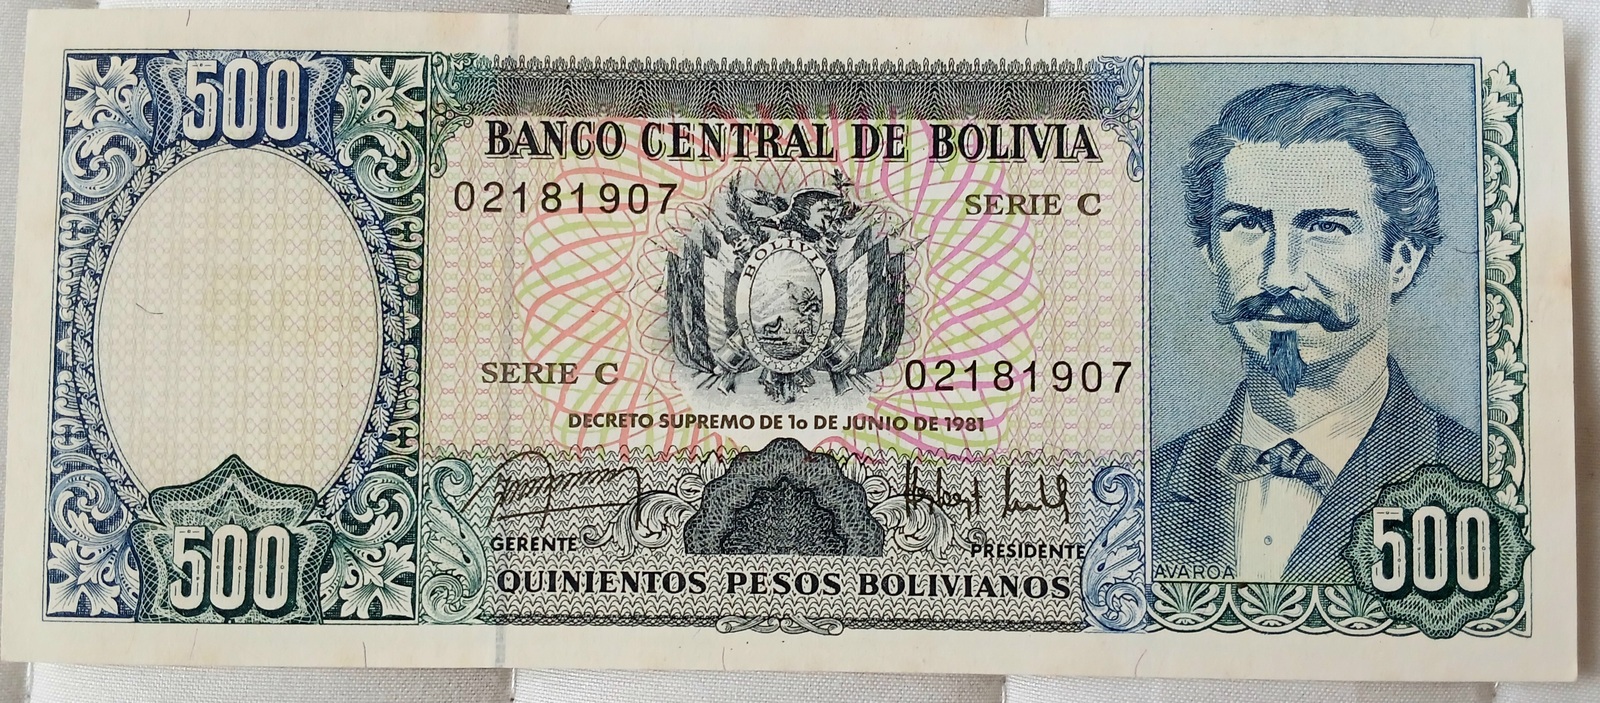 500
BANCO CENTRAL DE BOLIVIA
02181907
SERIE C
BOLIVIA
SERIE C
02181907
DECRETO SUPREMO DE 1o DE JUNIO DE 1981
GERENTE
PRESIDENTE
QUINIENTOS PESOS BOLIVIANOS
500
AVAROA
500